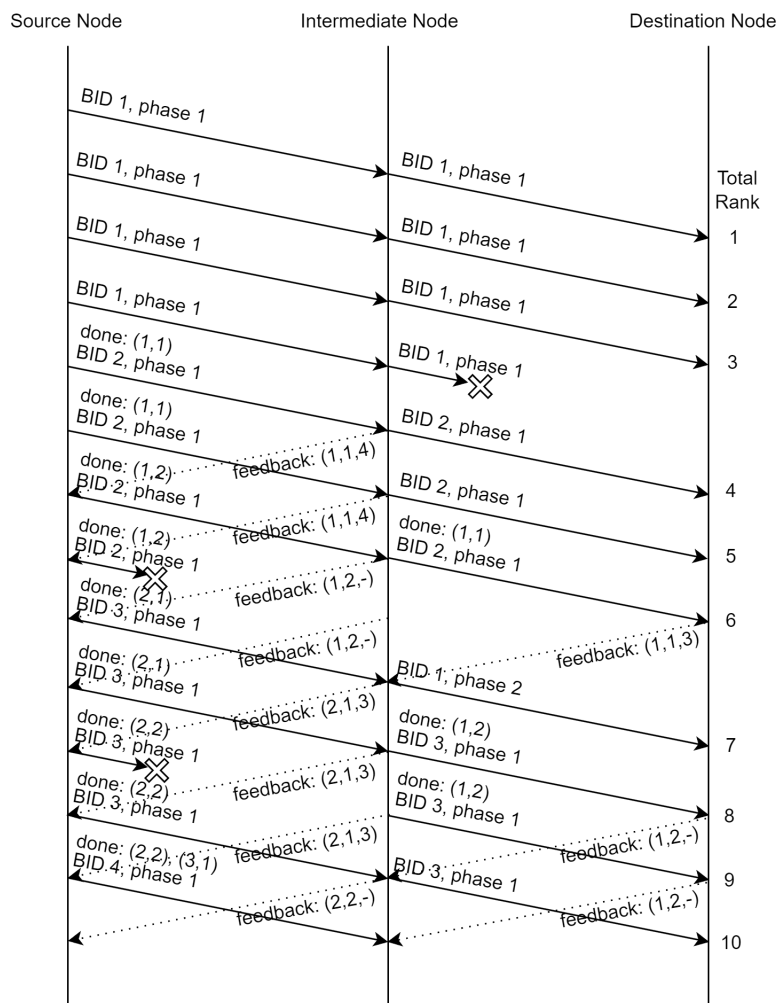 Source Node
Intermediate Node
Destination Node
BID 1, phase 1
BID 1, phase 1
BID 1, phase 1
Total
Rank
BID 1, phase 1
BID 1, phase 1
1
BID 1, phase 1
BID 1, phase 1
2
done: (1,1)
BID 2, phase 1
BID 1, phase 1
3
done: (1,1)
BID 2, phase 1
BID 2, phase 1
feedback: (1,1,4)
done: (1,2)
BID 2, phase 1
BID 2, phase 1
4
feedback: (1,1,4)
done: (1,2)
BID 2, phase 1
done: (1,1)
BID 2, phase 1
5
feedback: (1,2,-)
done: (2,1)
BID 3, phase 1
6
feedback: (1,2,-)
feedback: (1,1,3)
done: (2,1)
BID 3, phase 1
BID 1, phase 2
feedback: (2,1,3)
done: (2,2)
BID 3, phase 1
done: (1,2)
BID 3, phase 1
7
feedback: (2,1,3)
done: (2,2)
BID 3, phase 1
done: (1,2)
BID 3, phase 1
8
feedback: (2,1,3)
feedback: (1,2,-)
done: (2,2), (3,1)
BID 4, phase 1
BID 3, phase 1
9
feedback: (2,2,-)
feedback: (1,2,-)
10